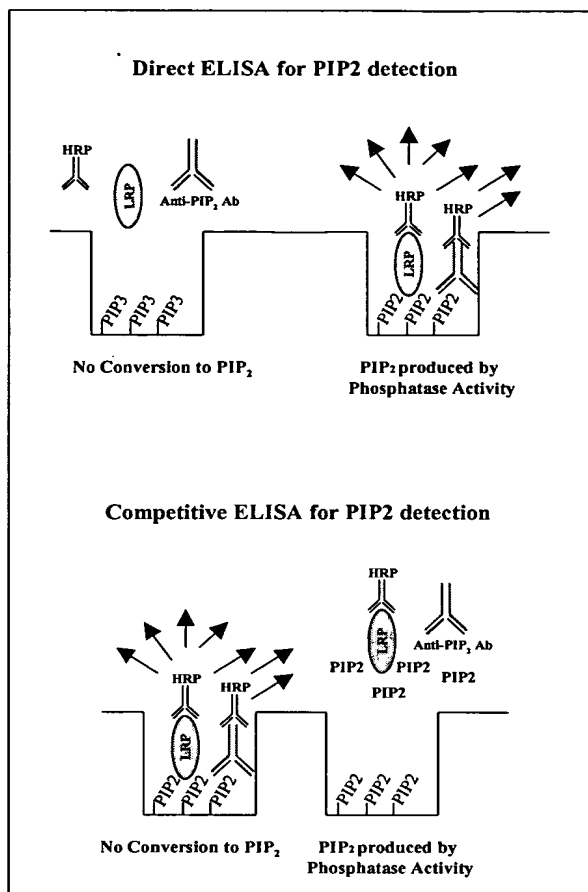 Direct ELISA for PIP2 detection
HRP
LRP
Anti-PIP₂ Ab
HRP
HRP
LRP
PIP3 PIP3 PIP3
PIP2 PIP2 PIP2
No Conversion to PIP₂
PIP₂ produced by
Phosphatase Activity
Competitive ELISA for PIP2 detection
HRP
LRP
Anti-PIP₂ Ab
PIP2 PIP2 PIP2
PIP2
HRP
HRP
LRP
PIP2 PIP2 PIP2
PIP2 PIP2 PIP2
No Conversion to PIP₂
PIP₂ produced by
Phosphatase Activity